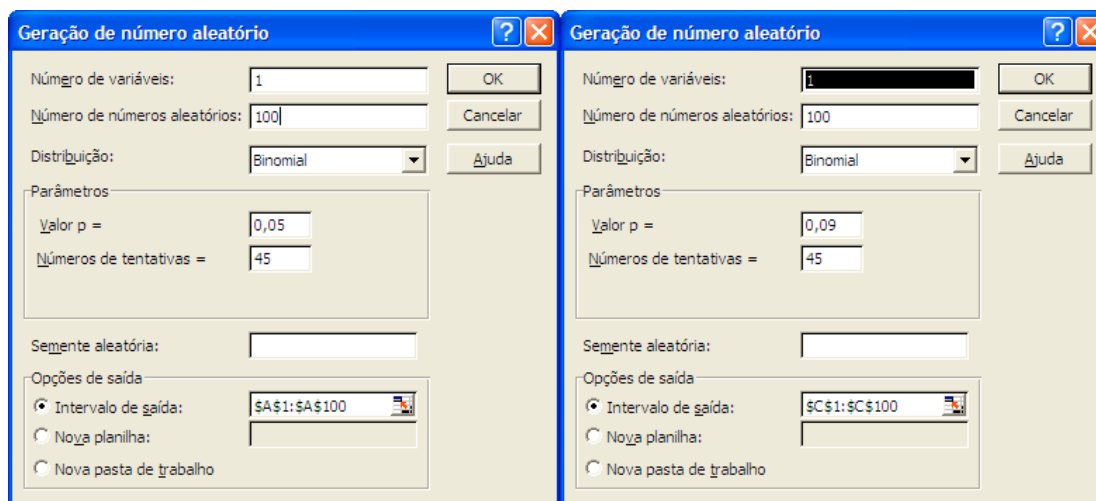 Geração de número aleatório
Número de variáveis: 1 OK
Número de números aleatórios: 100 Cancelar
Distribuição: Binomial Ajuda
Parâmetros
Valor p = 0,05
Números de tentativas = 45
Semente aleatória:
Opções de saída
Intervalo de saída: $A$1:$A$100
Nova planilha:
Nova pasta de trabalho
Geração de número aleatório
Número de variáveis: 1 OK
Número de números aleatórios: 100 Cancelar
Distribuição: Binomial Ajuda
Parâmetros
Valor p = 0,09
Números de tentativas = 45
Semente aleatória:
Opções de saída
Intervalo de saída: $C$1:$C$100
Nova planilha:
Nova pasta de trabalho